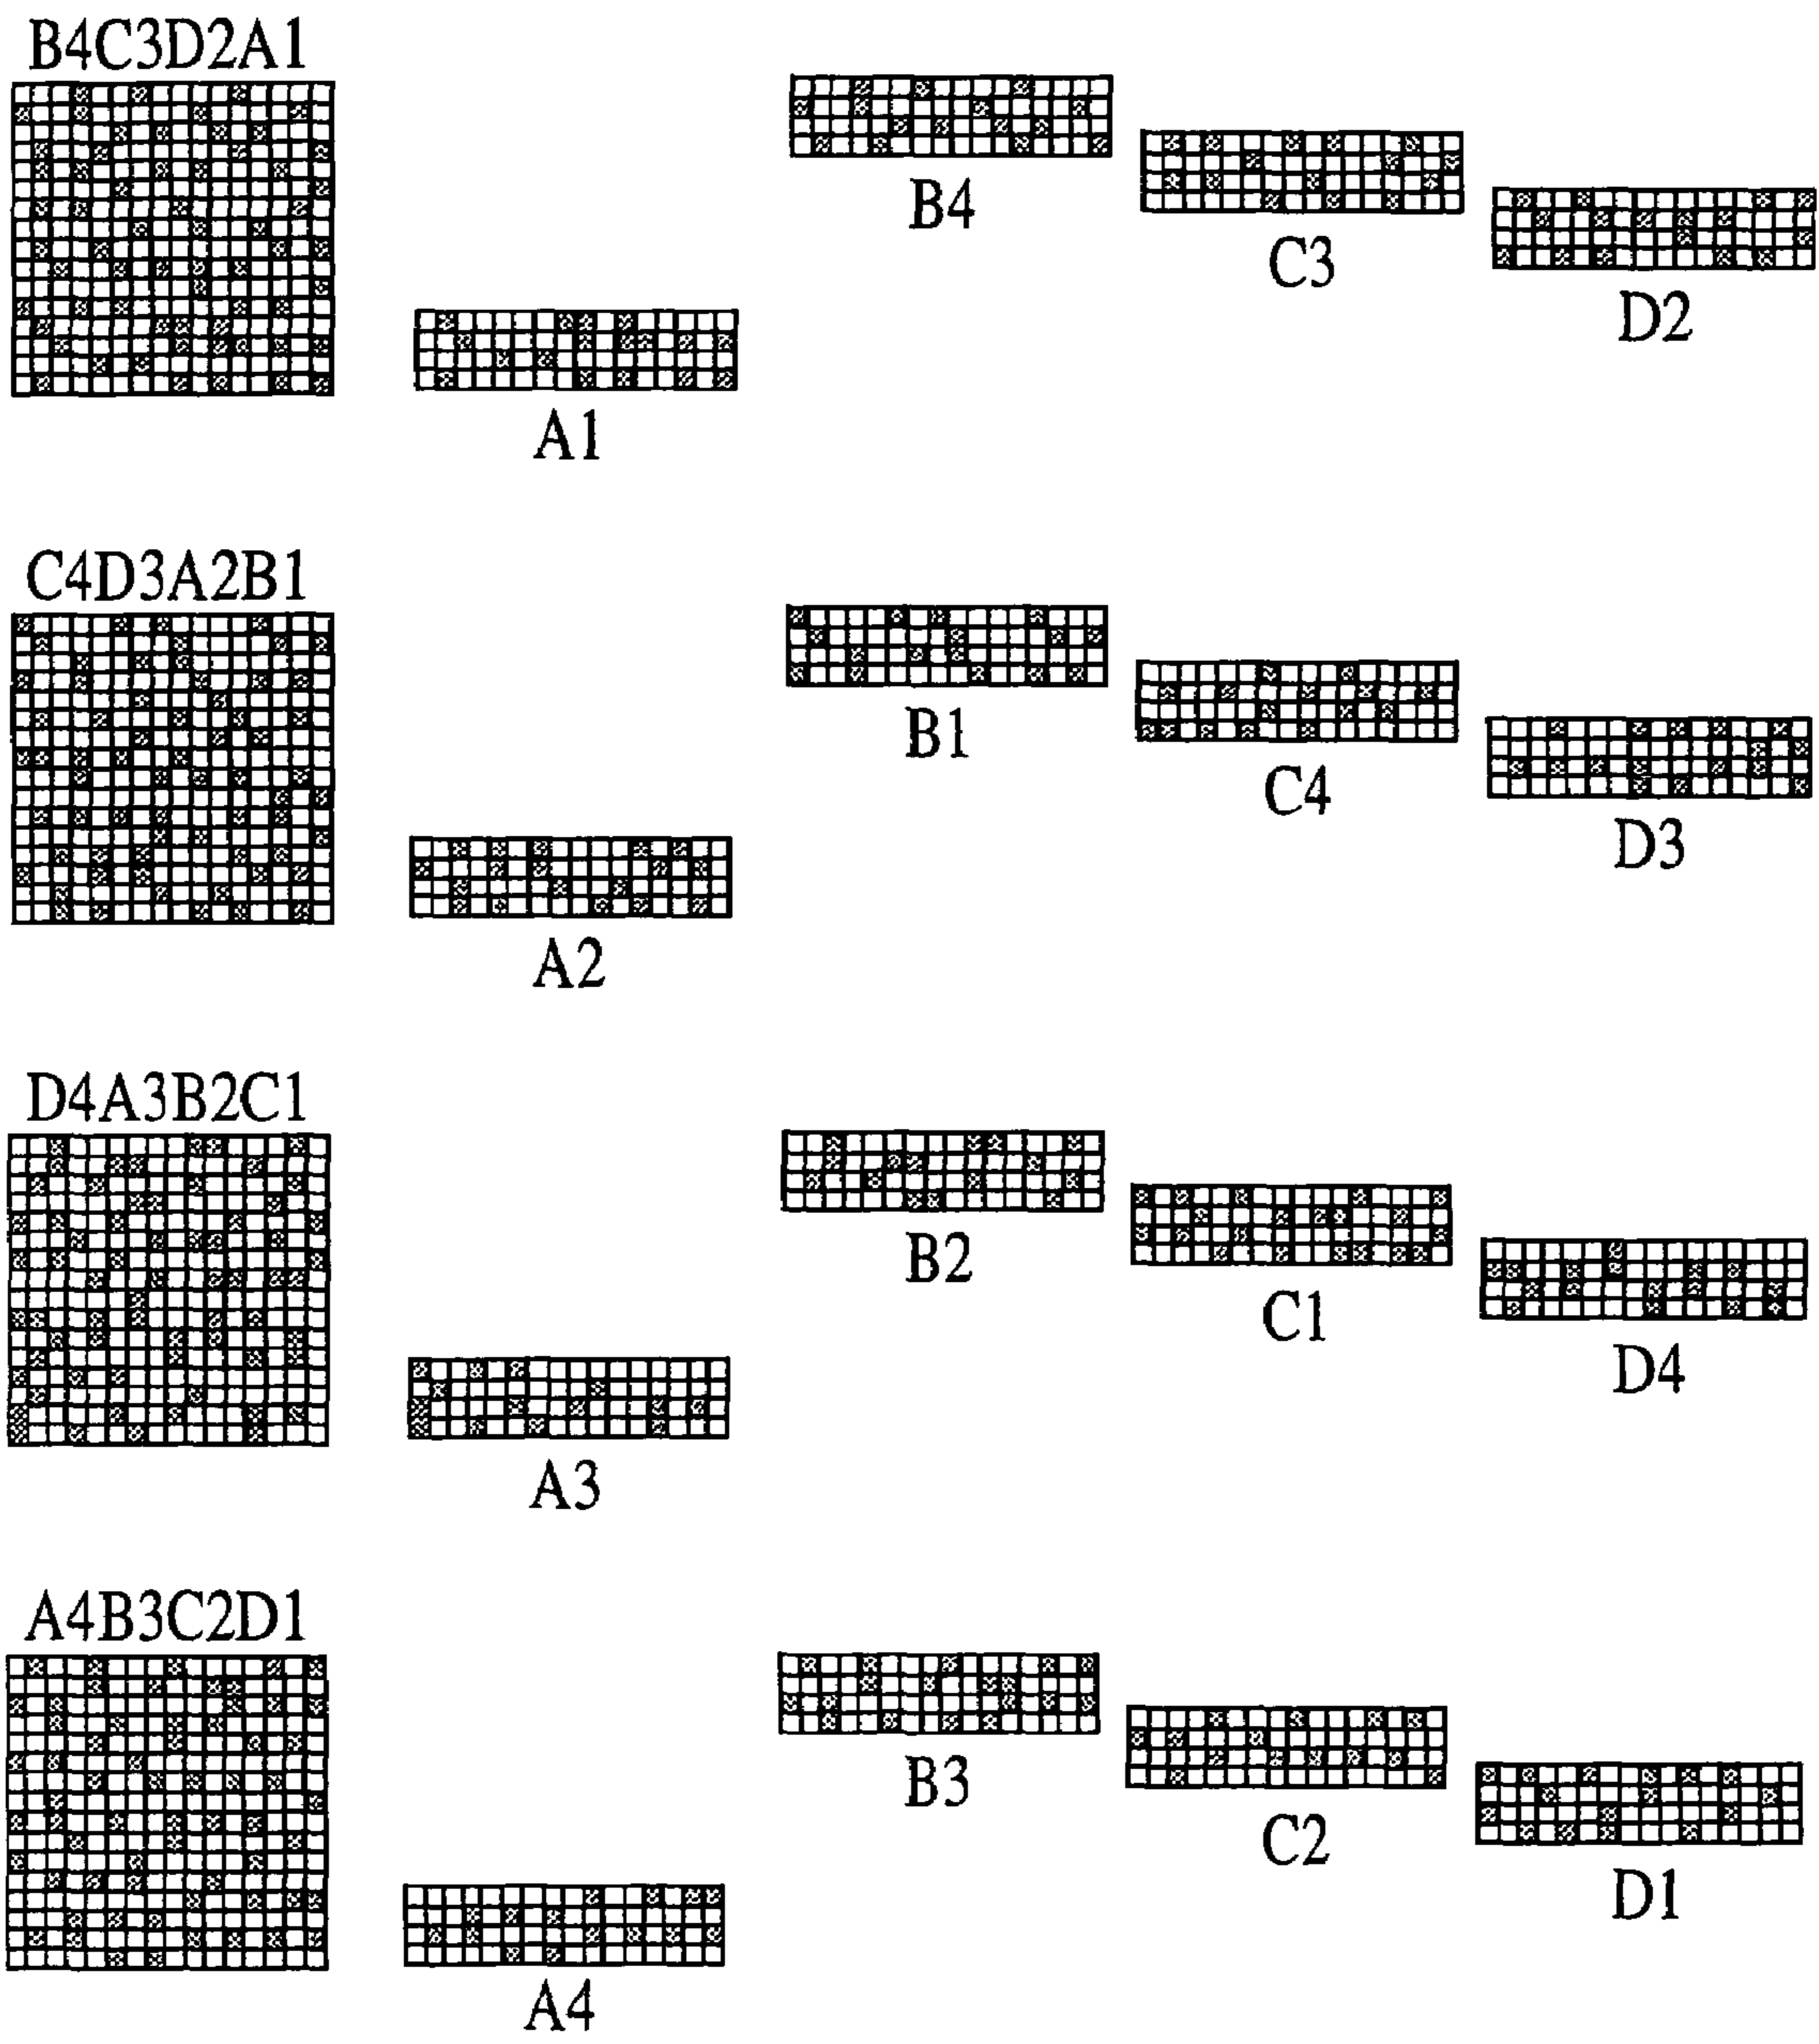 B4C3D2A1
B4
C3
D2
A1
C4D3A2B1
B1
C4
D3
A2
D4A3B2C1
B2
C1
D4
A3
A4B3C2D1
B3
C2
D1
A4